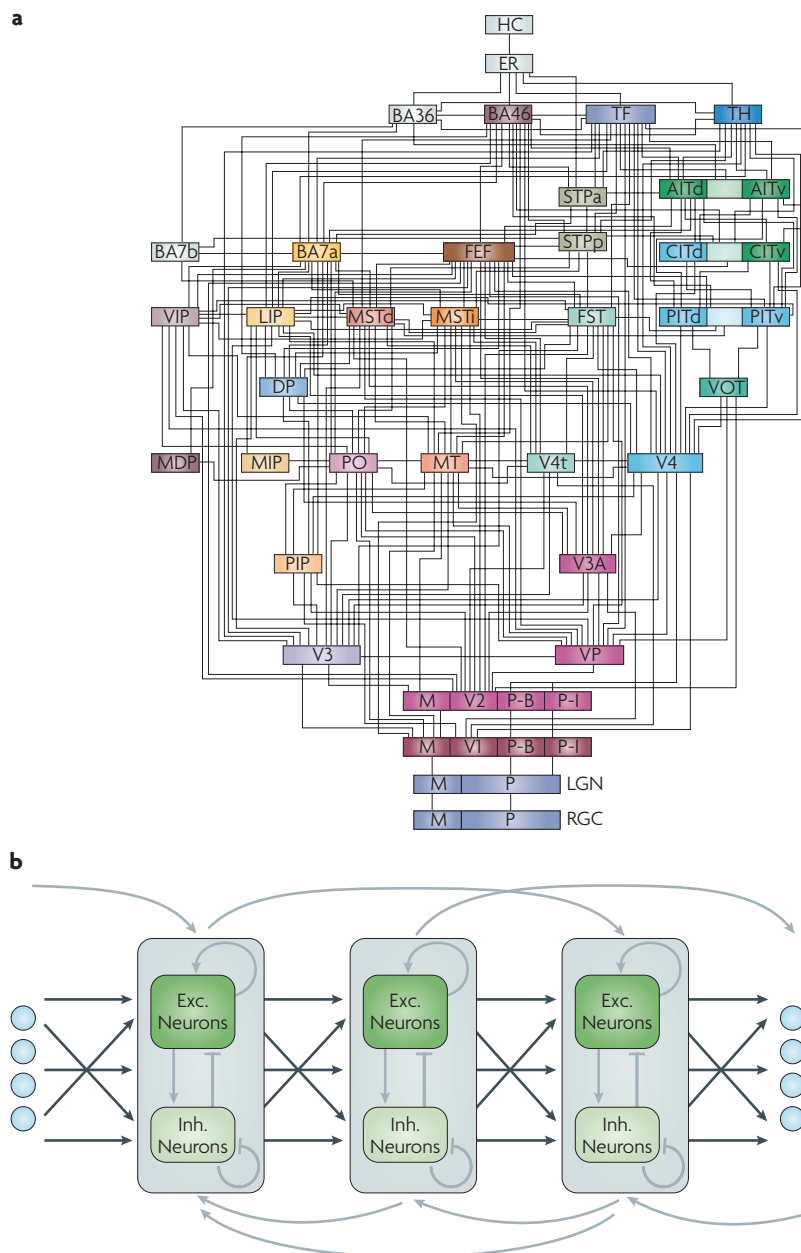 a
HC
ER
BA36 BA46 TF TH
STPa AITd AITv
STPp
BA7b BA7a FEF CITd CITv
VIP LIP MSTd MSTi FST PITd PITv
DP VOT
MDP MIP PO MT V4t V4
PIP V3A
V3 VP
M V2 P-B P-I
M V1 P-B P-I
M P LGN
M P RGC
b
Exc. Exc. Exc.
Neurons Neurons Neurons
Inh. Inh. Inh.
Neurons Neurons Neurons